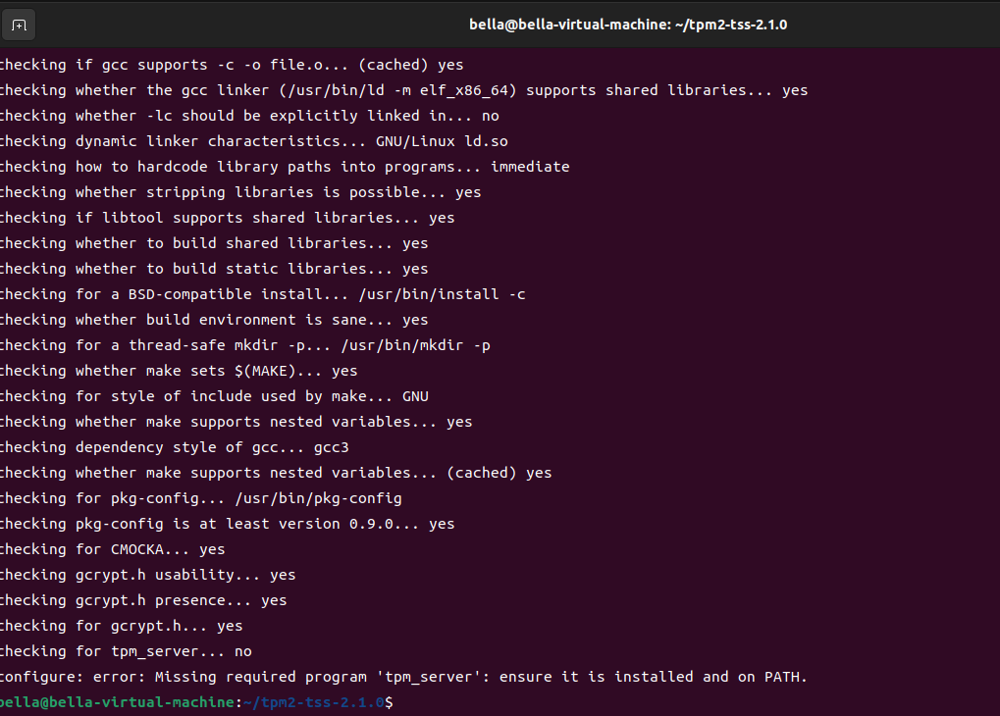 bella@bella-virtual-machine: ~/tpm2-tss-2.1.0
checking if gcc supports -c -o file.o... (cached) yes
checking whether the gcc linker (/usr/bin/ld -m elf_x86_64) supports shared libraries... yes
checking whether -lc should be explicitly linked in... no
checking dynamic linker characteristics... GNU/Linux ld.so
checking how to hardcode library paths into programs... immediate
checking whether stripping libraries is possible... yes
checking if libtool supports shared libraries... yes
checking whether to build shared libraries... yes
checking whether to build static libraries... yes
checking for a BSD-compatible install... /usr/bin/install -c
checking whether build environment is sane... yes
checking for a thread-safe mkdir -p... /usr/bin/mkdir -p
checking whether make sets $(MAKE)... yes
checking for style of include used by make... GNU
checking whether make supports nested variables... yes
checking dependency style of gcc... gcc3
checking whether make supports nested variables... (cached) yes
checking for pkg-config... /usr/bin/pkg-config
checking pkg-config is at least version 0.9.0... yes
checking for CMOCKA... yes
checking gcrypt.h usability... yes
checking gcrypt.h presence... yes
checking for gcrypt.h... yes
checking for tpm_server... no
configure: error: Missing required program 'tpm_server': ensure it is installed and on PATH.
bella@bella-virtual-machine:~/tpm2-tss-2.1.0$